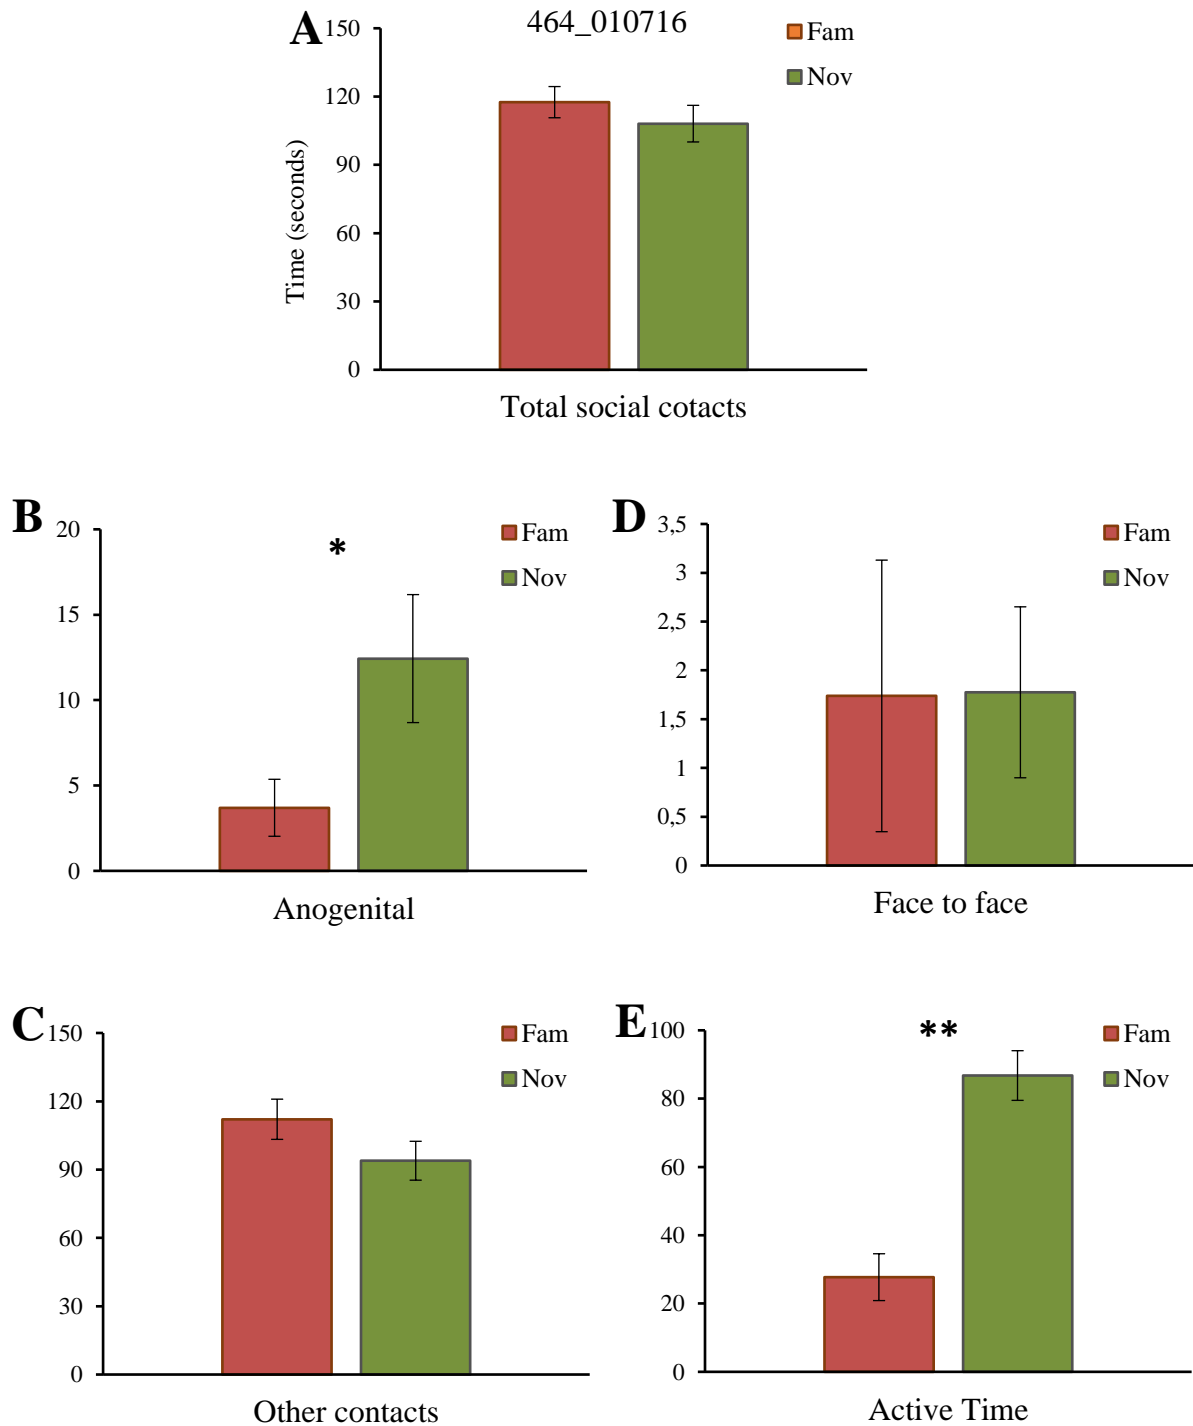 A
464_010716
Fam
Nov
Time (seconds)
150
120
90
60
30
0
Total social cotacts
B
*
Fam
Nov
20
15
10
5
0
Anogenital
D
Fam
Nov
3,5
3
2,5
2
1,5
1
0,5
0
Face to face
C
Fam
Nov
150
120
90
60
30
0
Other contacts
E
**
Fam
Nov
100
80
60
40
20
0
Active Time